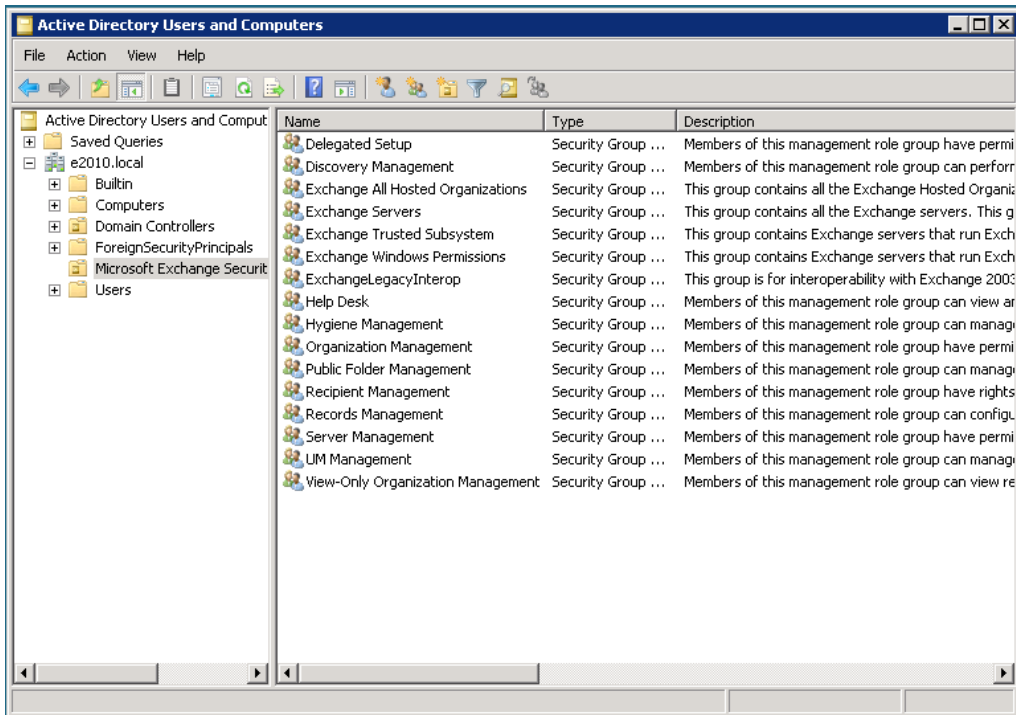 Active Directory Users and Computers
File Action View Help
Active Directory Users and Comput
Saved Queries
e2010.local
Builtin
Computers
Domain Controllers
ForeignSecurityPrincipals
Microsoft Exchange Securit
Users
Name Type Description
Delegated Setup Security Group ... Members of this management role group have permi
Discovery Management Security Group ... Members of this management role group can perforr
Exchange All Hosted Organizations Security Group ... This group contains all the Exchange Hosted Organiz
Exchange Servers Security Group ... This group contains all the Exchange servers. This g
Exchange Trusted Subsystem Security Group ... This group contains Exchange servers that run Exch
Exchange Windows Permissions Security Group ... This group contains Exchange servers that run Exch
ExchangeLegacyInterop Security Group ... This group is for interoperability with Exchange 2003
Help Desk Security Group ... Members of this management role group can view ar
Hygiene Management Security Group ... Members of this management role group can manag
Organization Management Security Group ... Members of this management role group have permi
Public Folder Management Security Group ... Members of this management role group can manag
Recipient Management Security Group ... Members of this management role group have rights
Records Management Security Group ... Members of this management role group can configu
Server Management Security Group ... Members of this management role group have permi
UM Management Security Group ... Members of this management role group can manag
View-Only Organization Management Security Group ... Members of this management role group can view re